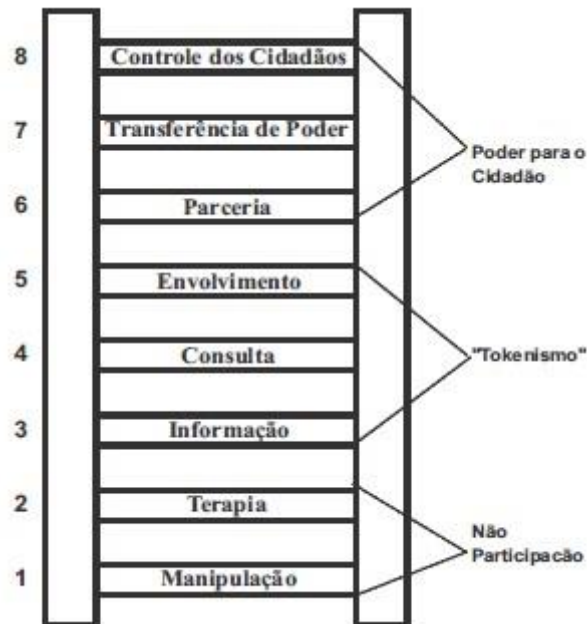 8 Controle dos Cidadãos
7 Transferência de Poder
Poder para o
Cidadão
6 Parceria
5 Envolvimento
4 Consulta
"Tokenismo"
3 Informação
2 Terapia
Não
Participacão
1 Manipulação